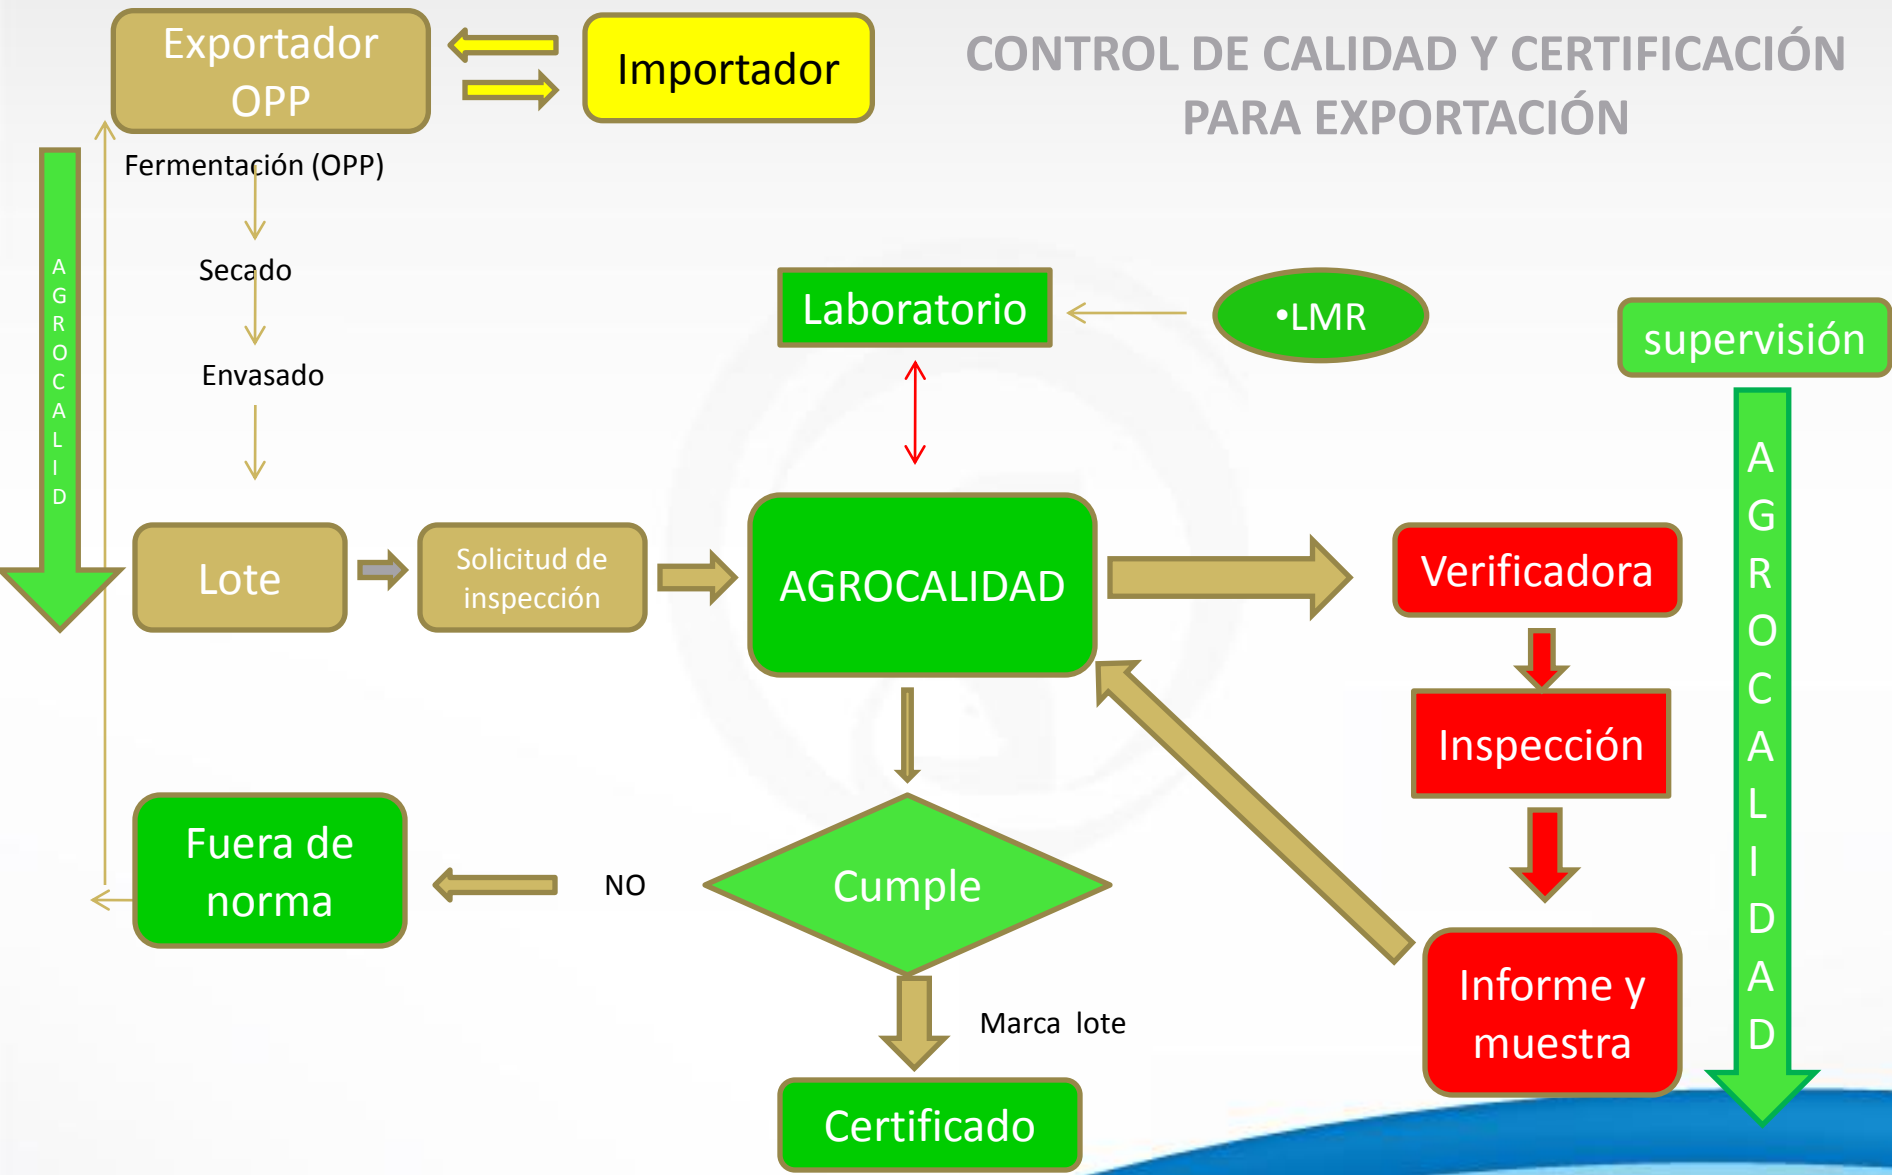 Exportador
OPP
Importador
CONTROL DE CALIDAD Y CERTIFICACIÓN
PARA EXPORTACIÓN
Fermentación (OPP)
Secado
Envasado
A
G
R
O
C
A
L
I
D
Laboratorio
•LMR
supervisión
Lote
Solicitud de
inspección
AGROCALIDAD
Verificadora
Inspección
Informe y
muestra
A
G
R
O
C
A
L
I
D
A
D
Fuera de
norma
NO
Cumple
Marca lote
Certificado